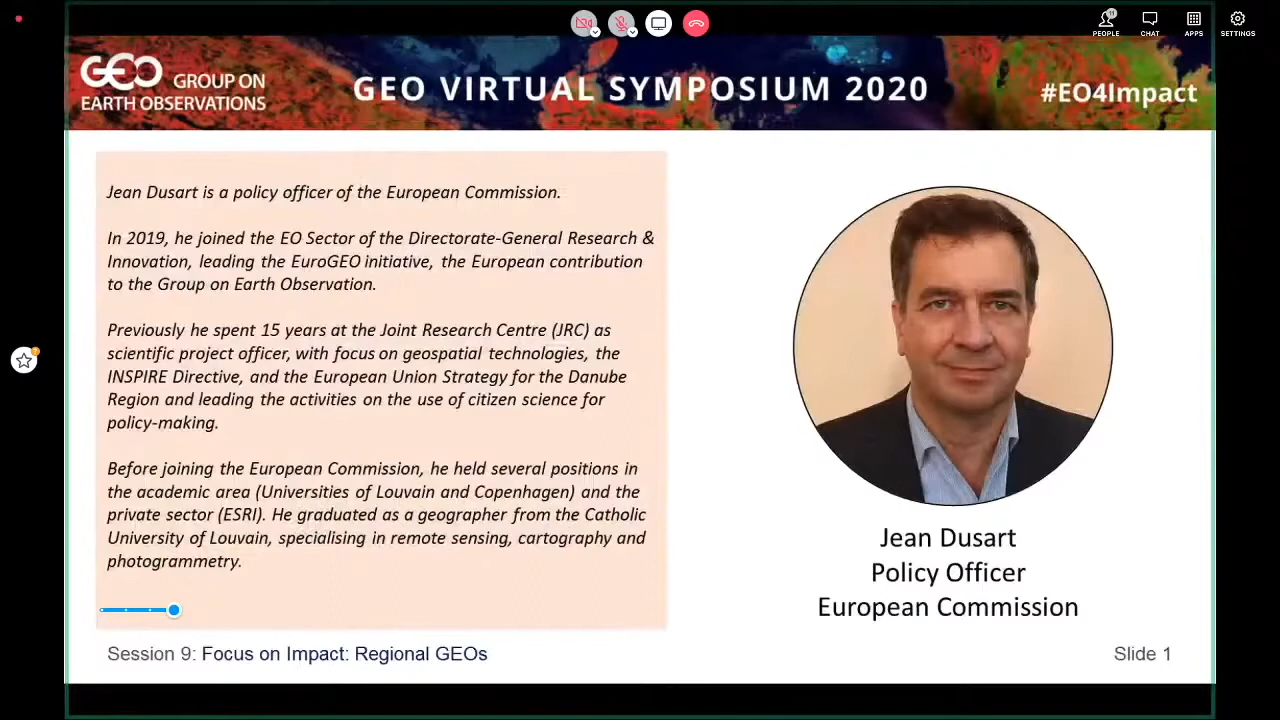 11
PEOPLE
CHAT
APPS
SETTINGS
GEO GROUP ON
EARTH OBSERVATIONS
GEO VIRTUAL SYMPOSIUM 2020
#EO4Impact
Jean Dusart is a policy officer of the European Commission.
In 2019, he joined the EO Sector of the Directorate-General Research &
Innovation, leading the EuroGEO initiative, the European contribution
to the Group on Earth Observation.
Previously he spent 15 years at the Joint Research Centre (JRC) as
scientific project officer, with focus on geospatial technologies, the
INSPIRE Directive, and the European Union Strategy for the Danube
Region and leading the activities on the use of citizen science for
policy-making.
Before joining the European Commission, he held several positions in
the academic area (Universities of Louvain and Copenhagen) and the
private sector (ESRI). He graduated as a geographer from the Catholic
University of Louvain, specialising in remote sensing, cartography and
photogrammetry.
Jean Dusart
Policy Officer
European Commission
Session 9: Focus on Impact: Regional GEOs
Slide 1